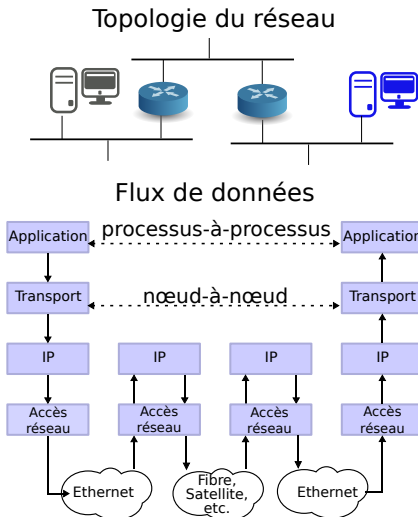 Topologie du réseau
Flux de données
Application
processus-à-processus
Application
Transport
nœud-à-nœud
Transport
IP
IP
IP
IP
Accès
réseau
Accès
réseau
Accès
réseau
Accès
réseau
Ethernet
Fibre,
Satellite,
etc.
Ethernet